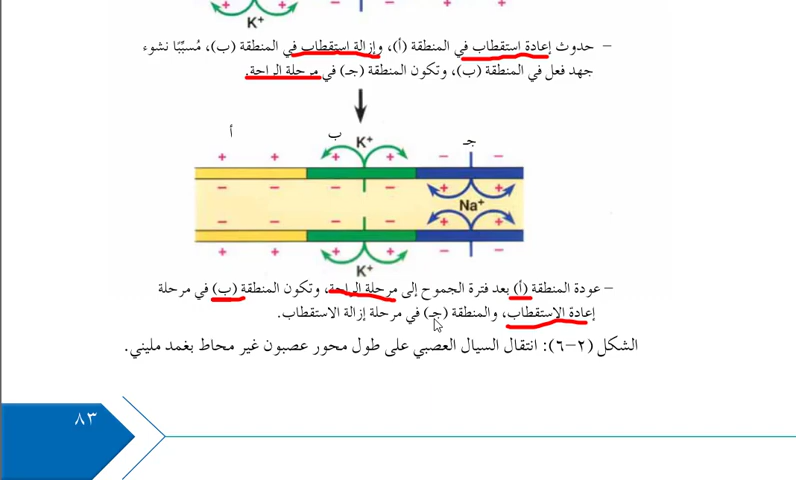 K+
– حدوث إعادة استقطاب في المنطقة (أ)، وإزالة استقطاب في المنطقة (ب)، مُسبِّبًا نشوء
جهد فعل في المنطقة (ب)، وتكون المنطقة (جـ) في مرحلة الراحة.
أ ب جـ
K+
+ + + + – –
– – – – + +
Na+
– – – – + +
+ + + + – –
K+
– عودة المنطقة (أ) بعد فترة الجموح إلى مرحلة الراحة، وتكون المنطقة (ب) في مرحلة
إعادة الاستقطاب، والمنطقة (جـ) في مرحلة إزالة الاستقطاب.
الشكل (٢-٦): انتقال السيال العصبي على طول محور عصبون غير محاط بغمد مليني.
٨٣